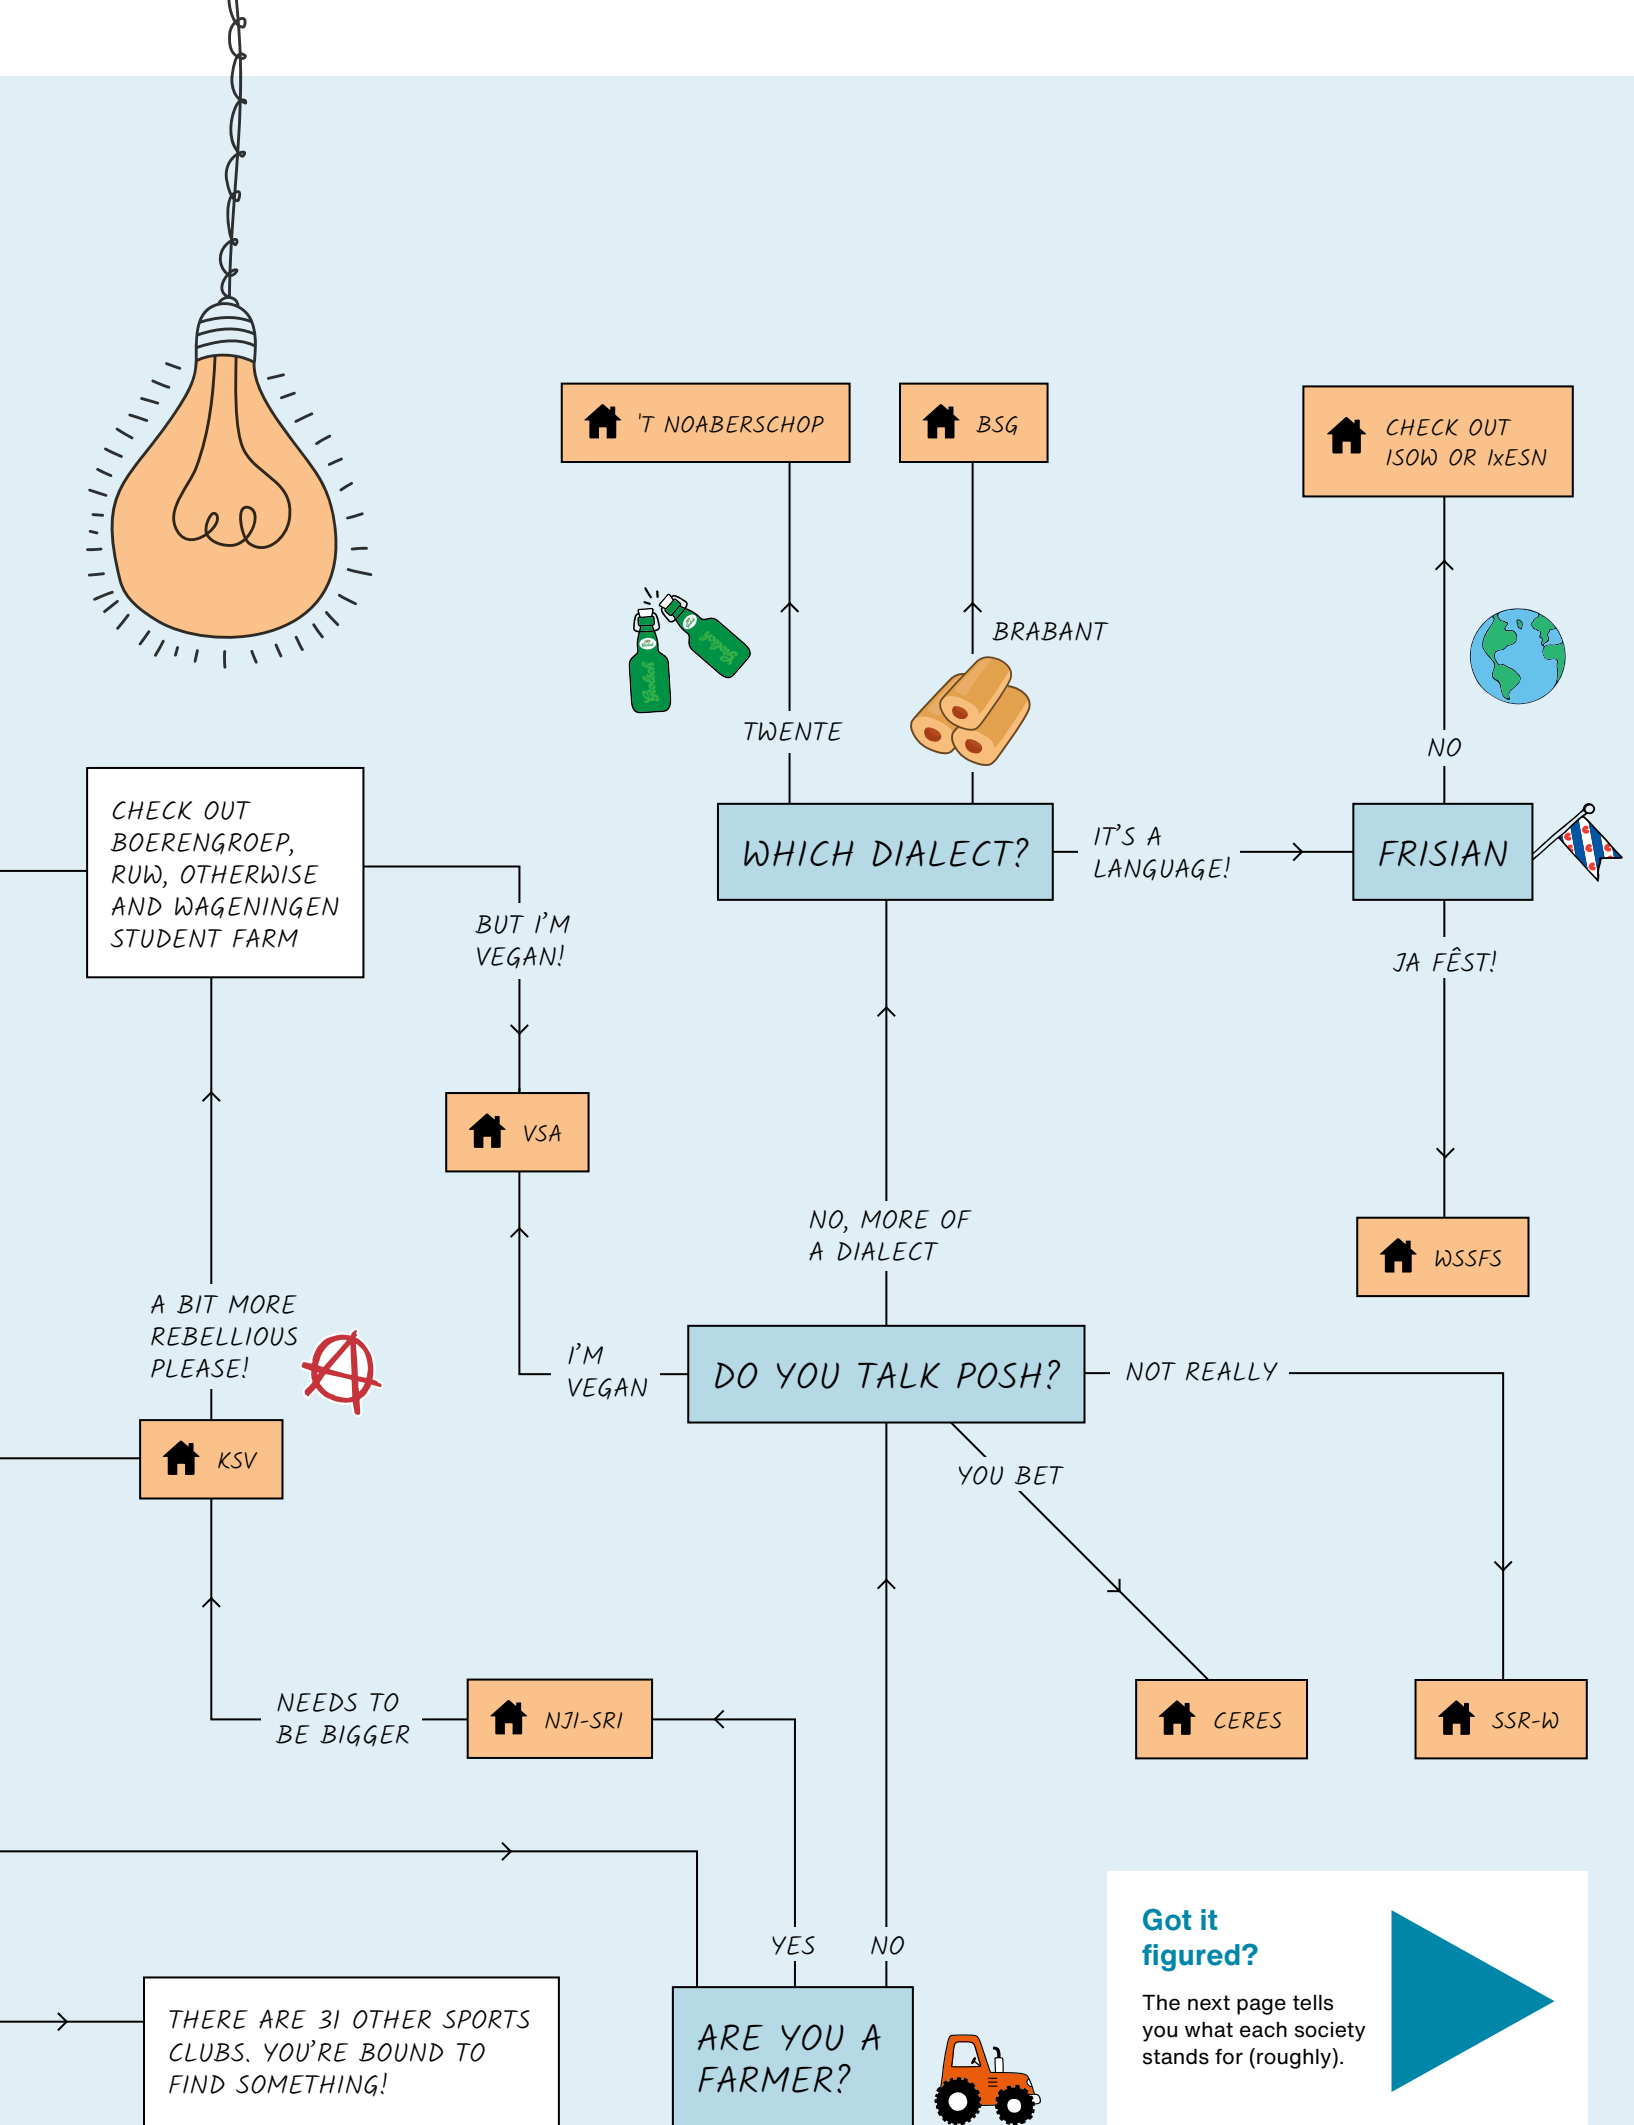 'T NOABERSCHOP
BSG
CHECK OUT
ISOW OR IxESN
BRABANT
Grolsch
Grolsch
TWENTE
NO
CHECK OUT
BOERENGROEP,
RUW, OTHERWISE
AND WAGENINGEN
STUDENT FARM
WHICH DIALECT?
IT'S A
LANGUAGE!
FRISIAN
BUT I'M
VEGAN!
JA FÊST!
VSA
NO, MORE OF
A DIALECT
WSSFS
A BIT MORE
REBELLIOUS
PLEASE!
I'M
VEGAN
DO YOU TALK POSH?
NOT REALLY
KSV
YOU BET
NEEDS TO
BE BIGGER
NJI-SRI
CERES
SSR-W
YES
NO
Got it
figured?
The next page tells
you what each society
stands for (roughly).
THERE ARE 31 OTHER SPORTS
CLUBS. YOU'RE BOUND TO
FIND SOMETHING!
ARE YOU A
FARMER?